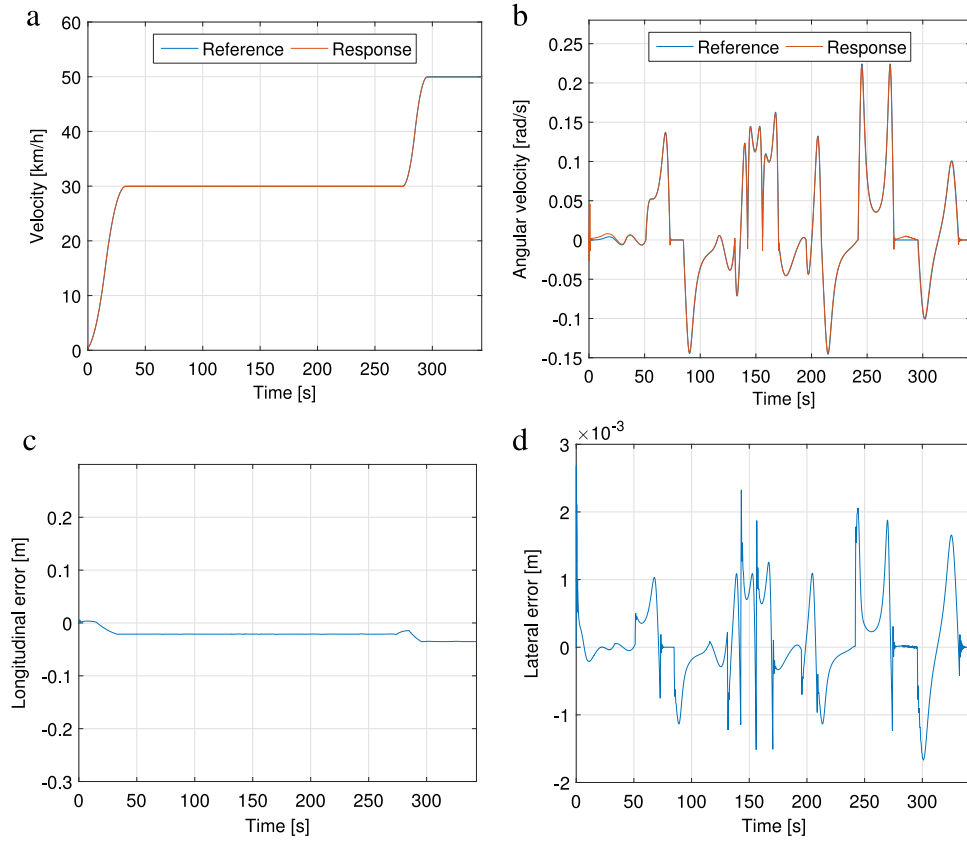 a
60
50
40
30
20
10
0
Velocity [km/h]
Reference Response
0 50 100 150 200 250 300
Time [s]
b
0.25
0.2
0.15
0.1
0.05
0
-0.05
-0.1
-0.15
Angular velocity [rad/s]
Reference Response
0 50 100 150 200 250 300
Time [s]
c
0.2
0.1
0
-0.1
-0.2
-0.3
Longitudinal error [m]
0 50 100 150 200 250 300
Time [s]
d
×10-3
3
2
1
0
-1
-2
Lateral error [m]
0 50 100 150 200 250 300
Time [s]